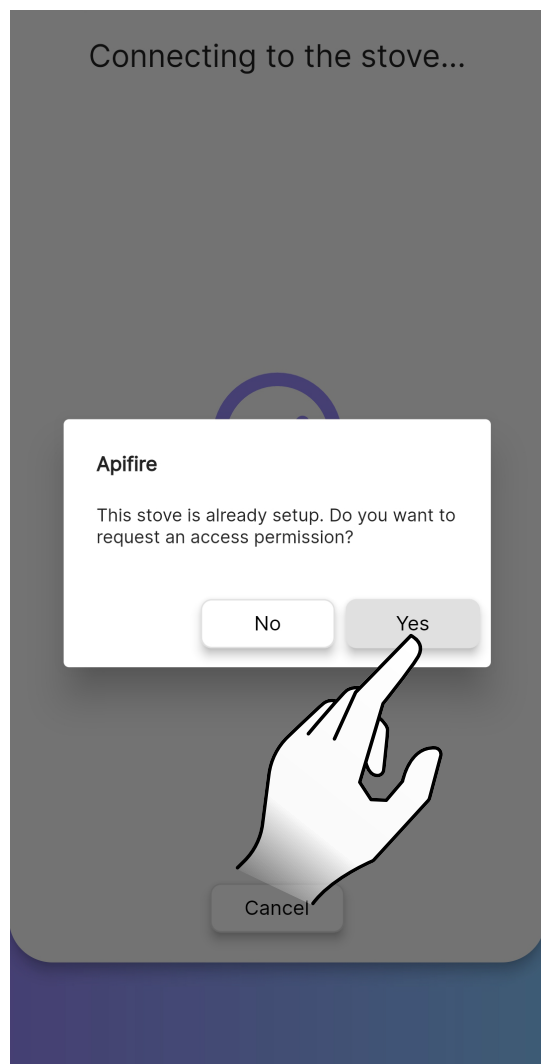 Connecting to the stove...
Apifire
This stove is already setup. Do you want to
request an access permission?
No
Yes
Cancel